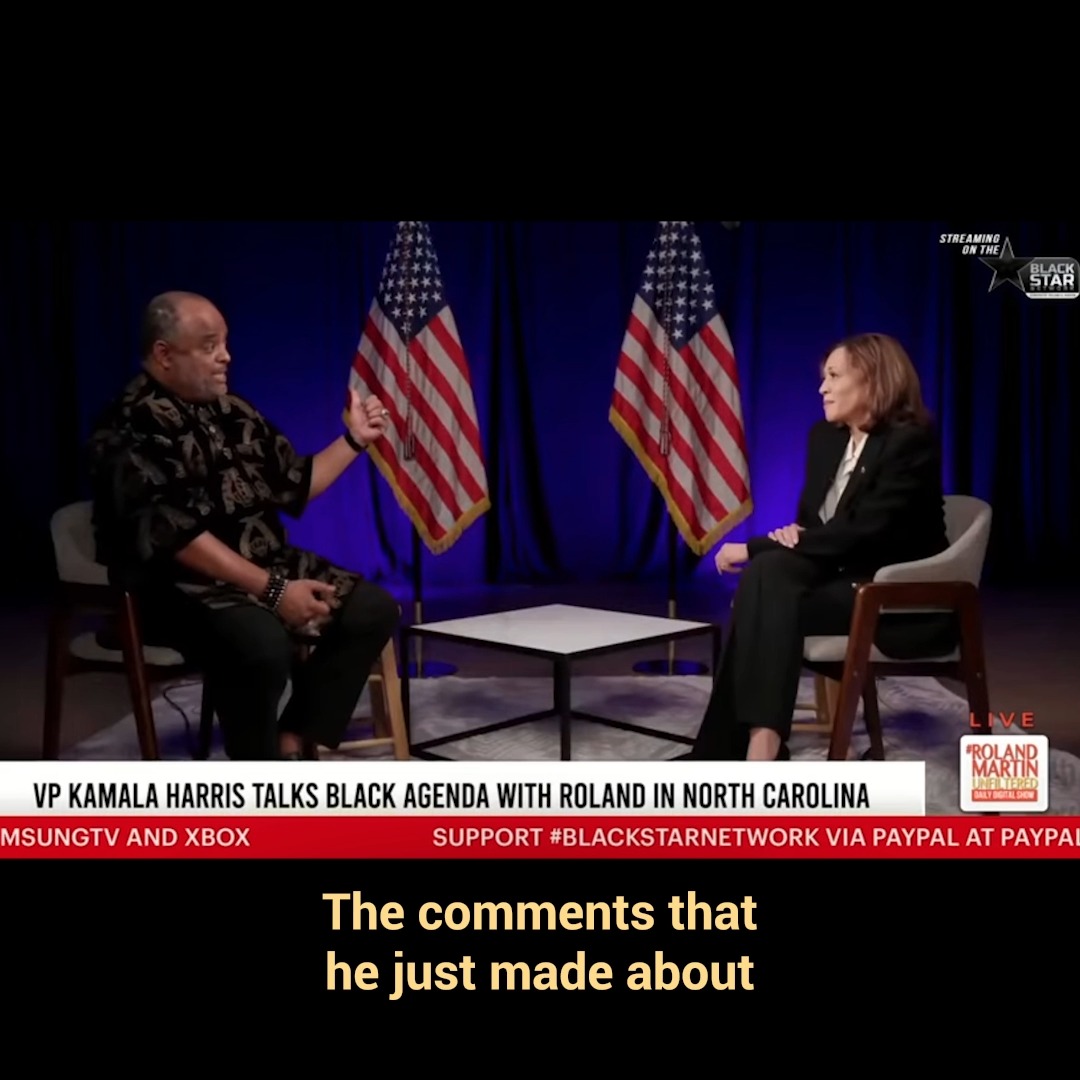 STREAMING
ON THE
BLACK
STAR
NETWORK
LIVE
#ROLAND
MARTIN
UNFILTERED
DAILY DIGITAL SHOW
VP KAMALA HARRIS TALKS BLACK AGENDA WITH ROLAND IN NORTH CAROLINA
MSUNGTV AND XBOX SUPPORT #BLACKSTARNETWORK VIA PAYPAL AT PAYPAL
The comments that
he just made about